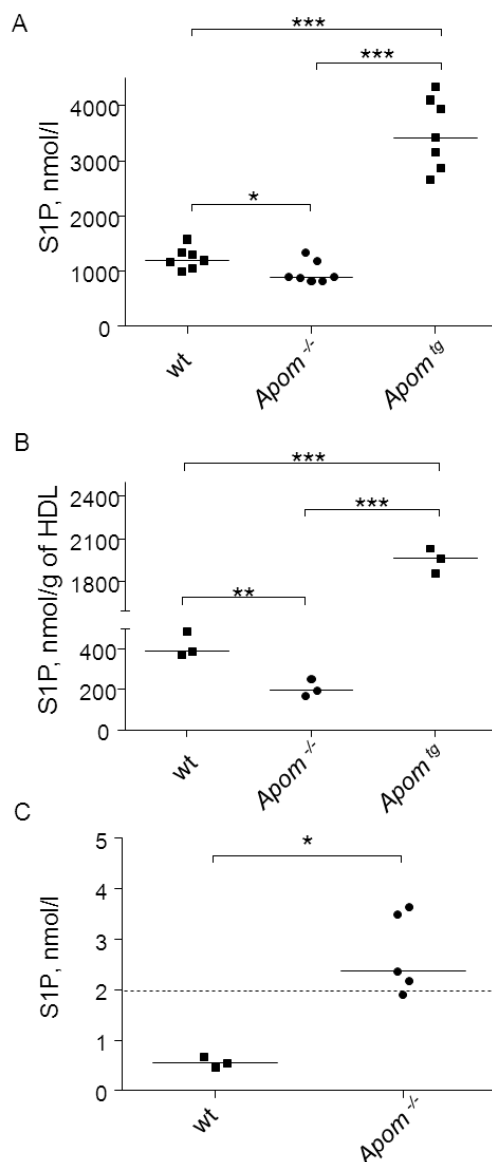 A
***
***
*
S1P, nmol/l
4000
3000
2000
1000
0
wt
Apom -/-
Apom tg
B
***
***
**
S1P, nmol/g of HDL
2400
2100
1800
400
200
0
wt
Apom -/-
Apom tg
C
*
S1P, nmol/l
5
4
3
2
1
0
wt
Apom -/-